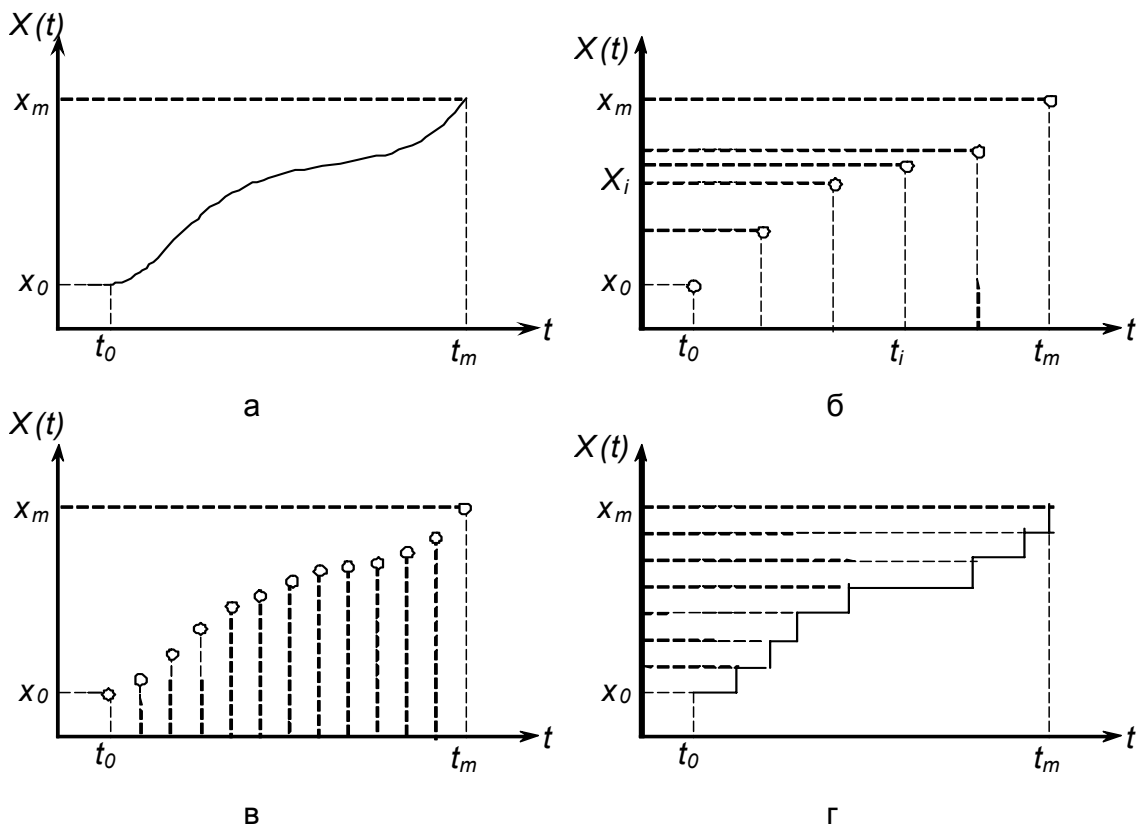 X(t)
x_m
x_0
t_0
t_m
t
а
X(t)
x_m
X_i
x_0
t_0
t_i
t_m
t
б
X(t)
x_m
x_0
t_0
t_m
t
в
X(t)
x_m
x_0
t_0
t_m
t
г